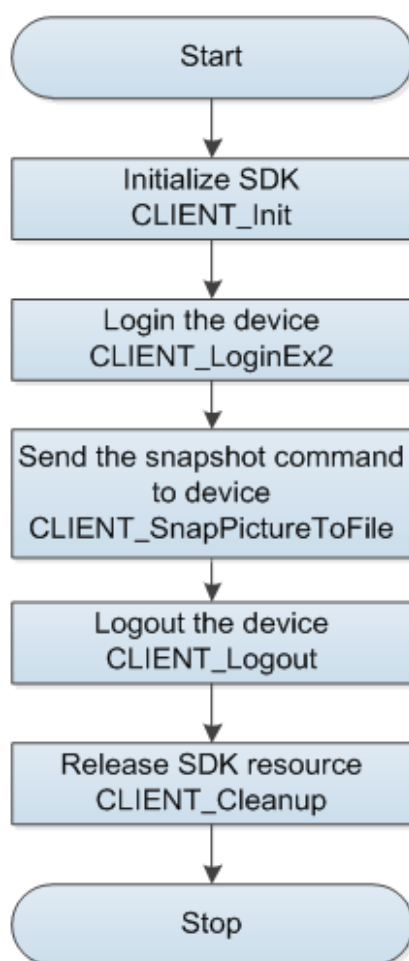 Start
Initialize SDK
CLIENT_Init
Login the device
CLIENT_LoginEx2
Send the snapshot command
to device
CLIENT_SnapPictureToFile
Logout the device
CLIENT_Logout
Release SDK resource
CLIENT_Cleanup
Stop